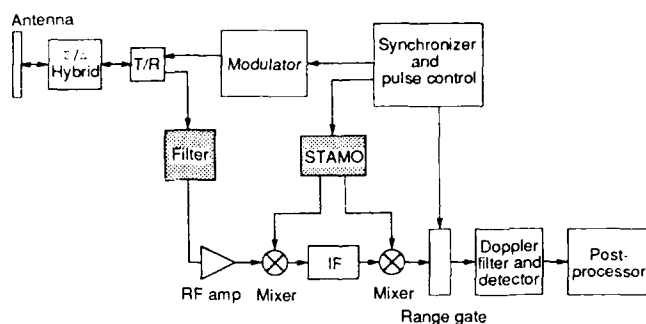 Antenna
Σ/Δ
Hybrid
T/R
Modulator
Synchronizer
and
pulse control
Filter
STAMO
RF amp
Mixer
IF
Mixer
Range gate
Doppler
filter and
detector
Post-
processor